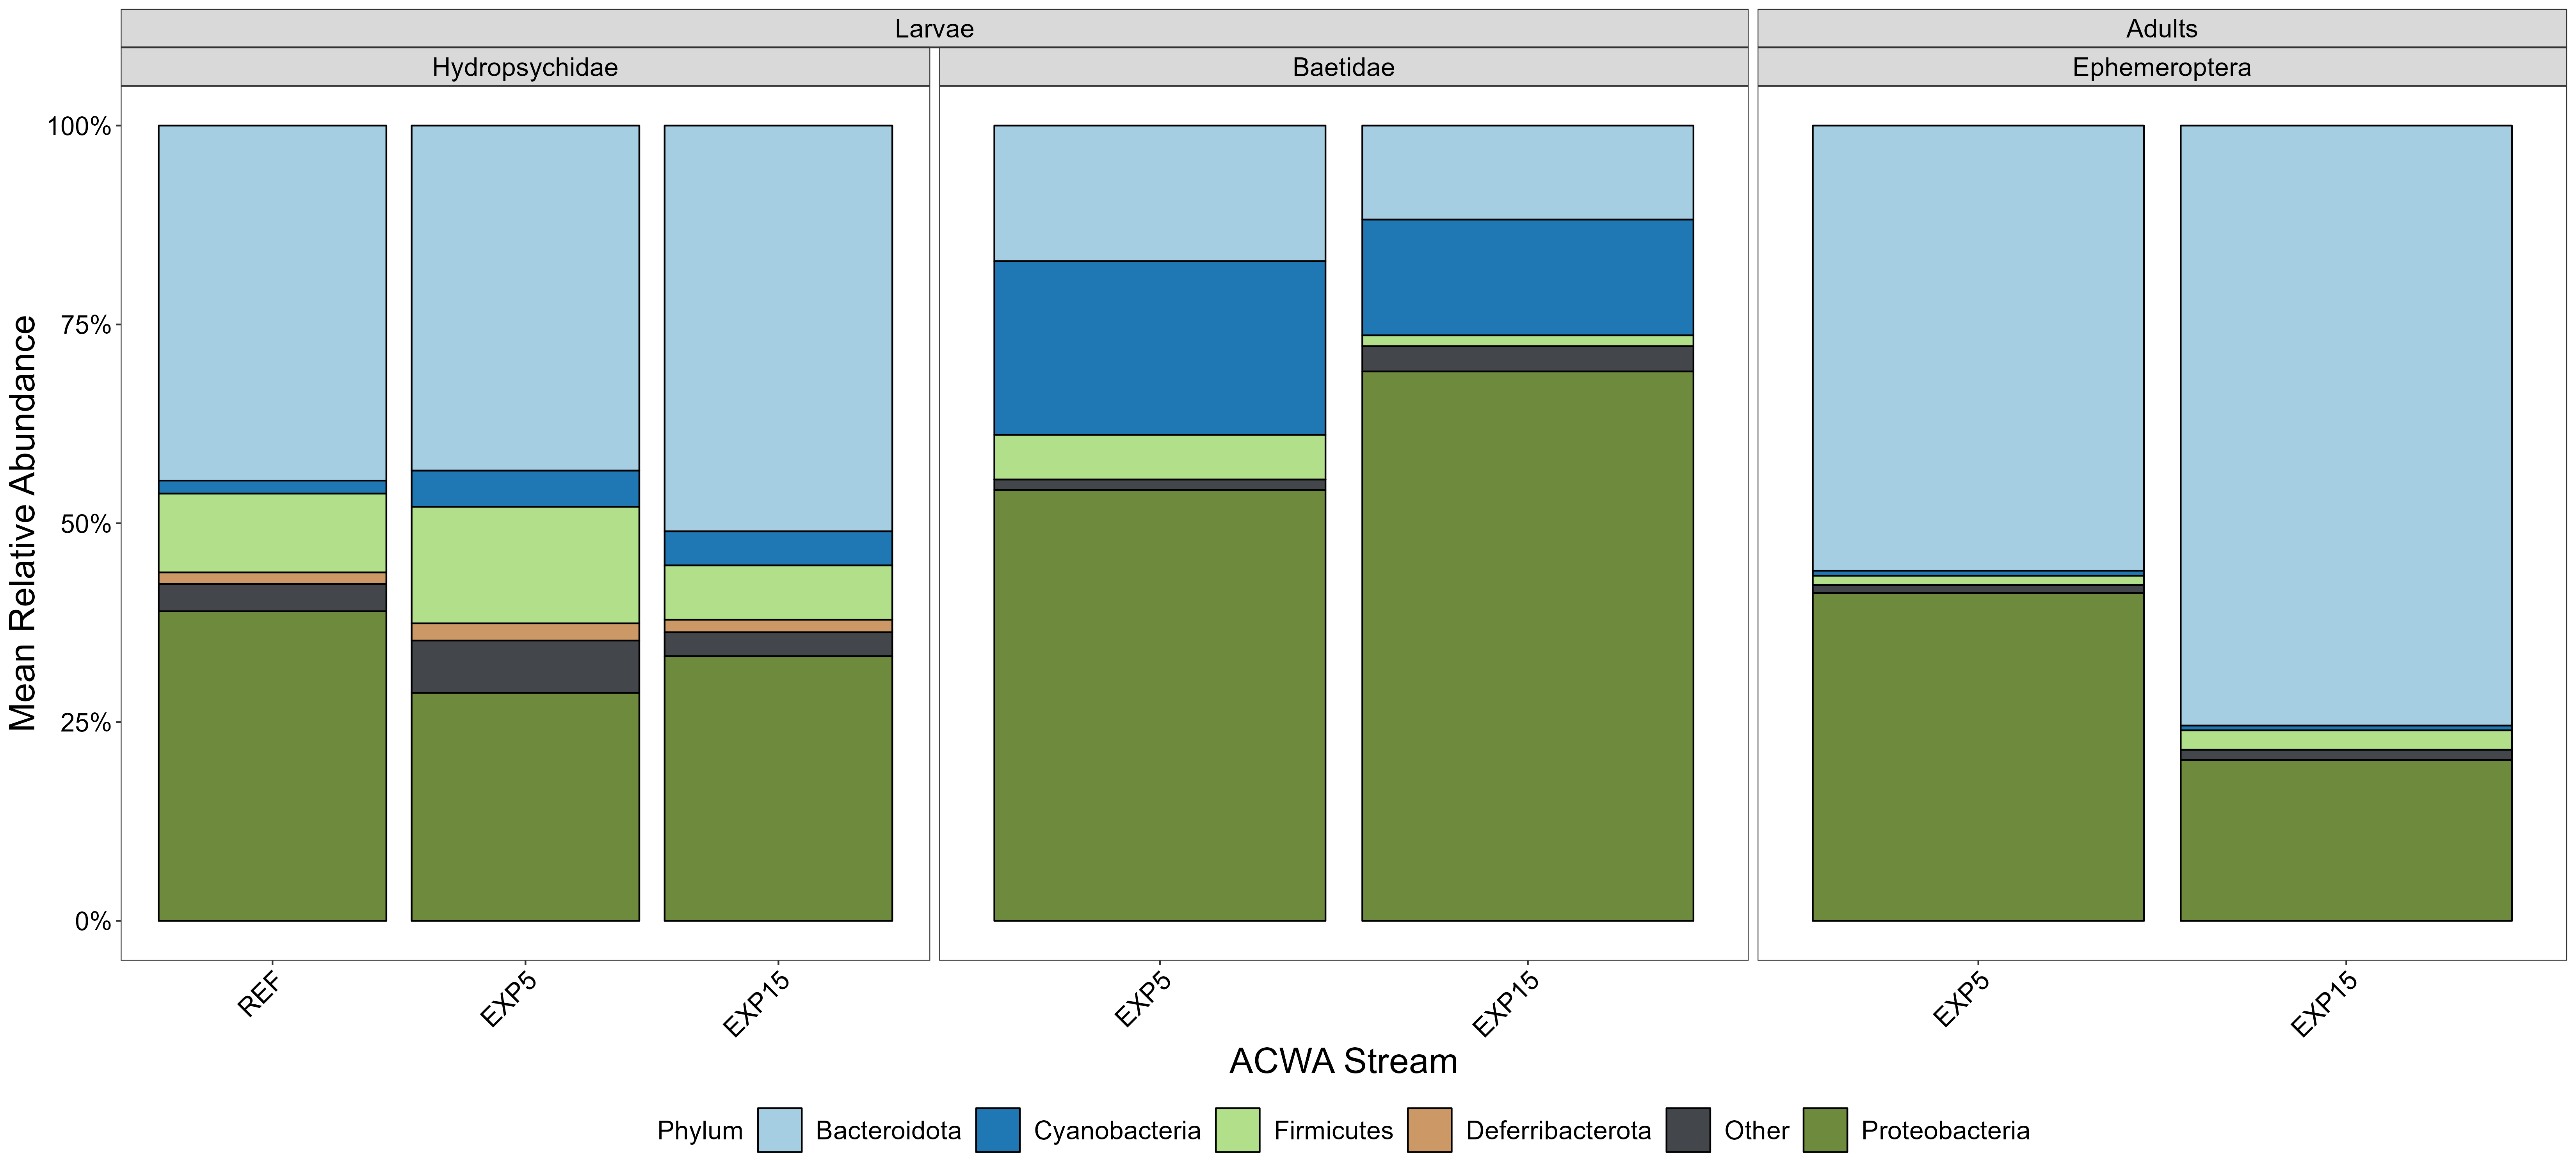 Larvae
Adults
Hydropsychidae
Baetidae
Ephemeroptera
Mean Relative Abundance
100%
75%
50%
25%
0%
REF
EXP5
EXP15
EXP5
EXP15
EXP5
EXP15
ACWA Stream
Phylum Bacteroidota Cyanobacteria Firmicutes Deferribacterota Other Proteobacteria